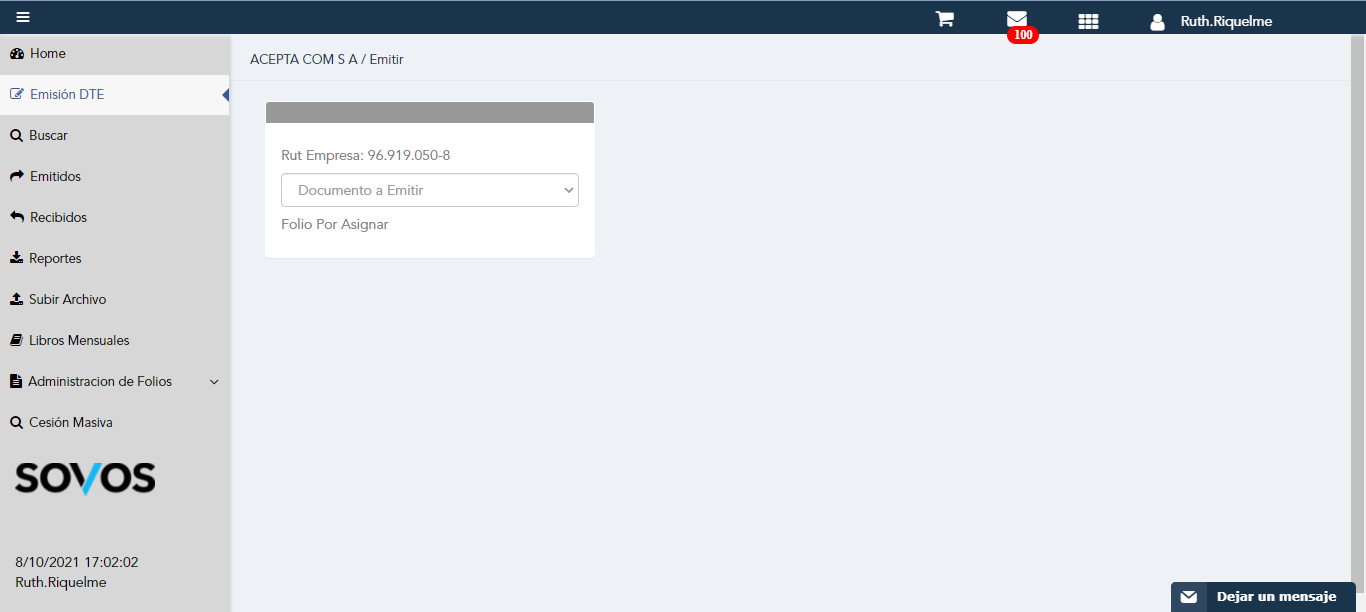 100
Ruth.Riquelme
Home
Emisión DTE
Buscar
Emitidos
Recibidos
Reportes
Subir Archivo
Libros Mensuales
Administracion de Folios
Cesión Masiva
SOVOS
8/10/2021 17:02:02
Ruth.Riquelme
ACEPTA COM S A / Emitir
Rut Empresa: 96.919.050-8
Documento a Emitir
Folio Por Asignar
Dejar un mensaje